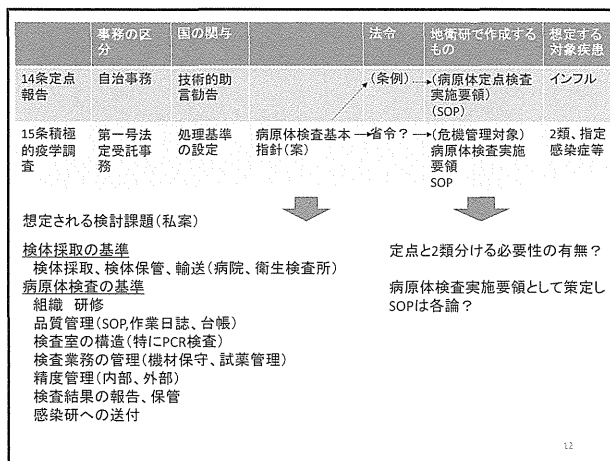 事務の区分
国の関与
法令
地衛研で作成するもの
想定する対象疾患
14条定点報告
自治事務
技術的助言勧告
(条例)
(病原体定点検査実施要領)
(SOP)
インフル
15条積極的疫学調査
第一号法定受託事務
処理基準の設定
病原体検査基本指針(案)
省令?
(危機管理対象)
病原体検査実施要領
SOP
2類、指定感染症等
想定される検討課題(私案)
検体採取の基準
検体採取、検体保管、輸送(病院、衛生検査所)
病原体検査の基準
組織 研修
品質管理(SOP,作業日誌、台帳)
検査室の構造(特にPCR検査)
検査業務の管理(機材保守、試薬管理)
精度管理(内部、外部)
検査結果の報告、保管
感染研への送付
定点と2類分ける必要性の有無?
病原体検査実施要領として策定し
SOPは各論?
12